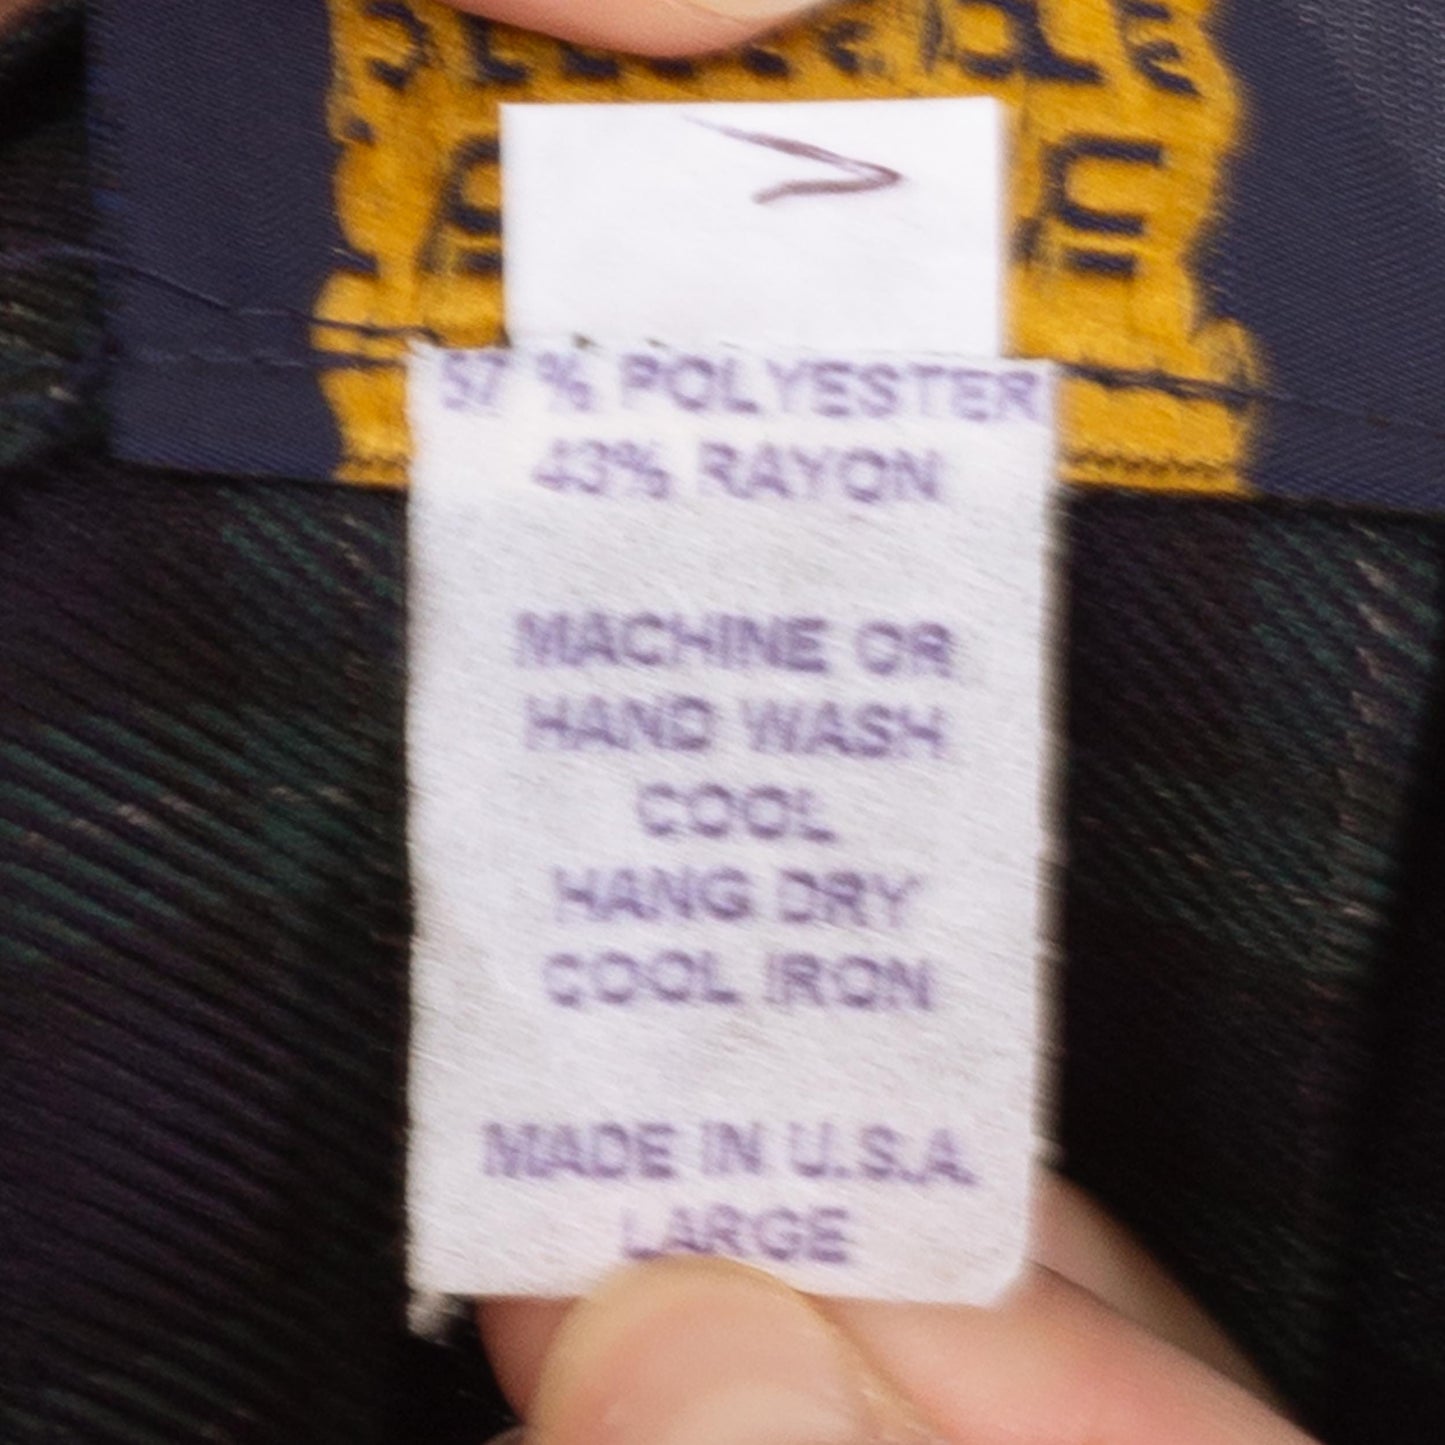 57 % POLYESTER
43% RAYON
MACHINE OR
HAND WASH
COOL
HANG DRY
COOL IRON
MADE IN U.S.A.
LARGE